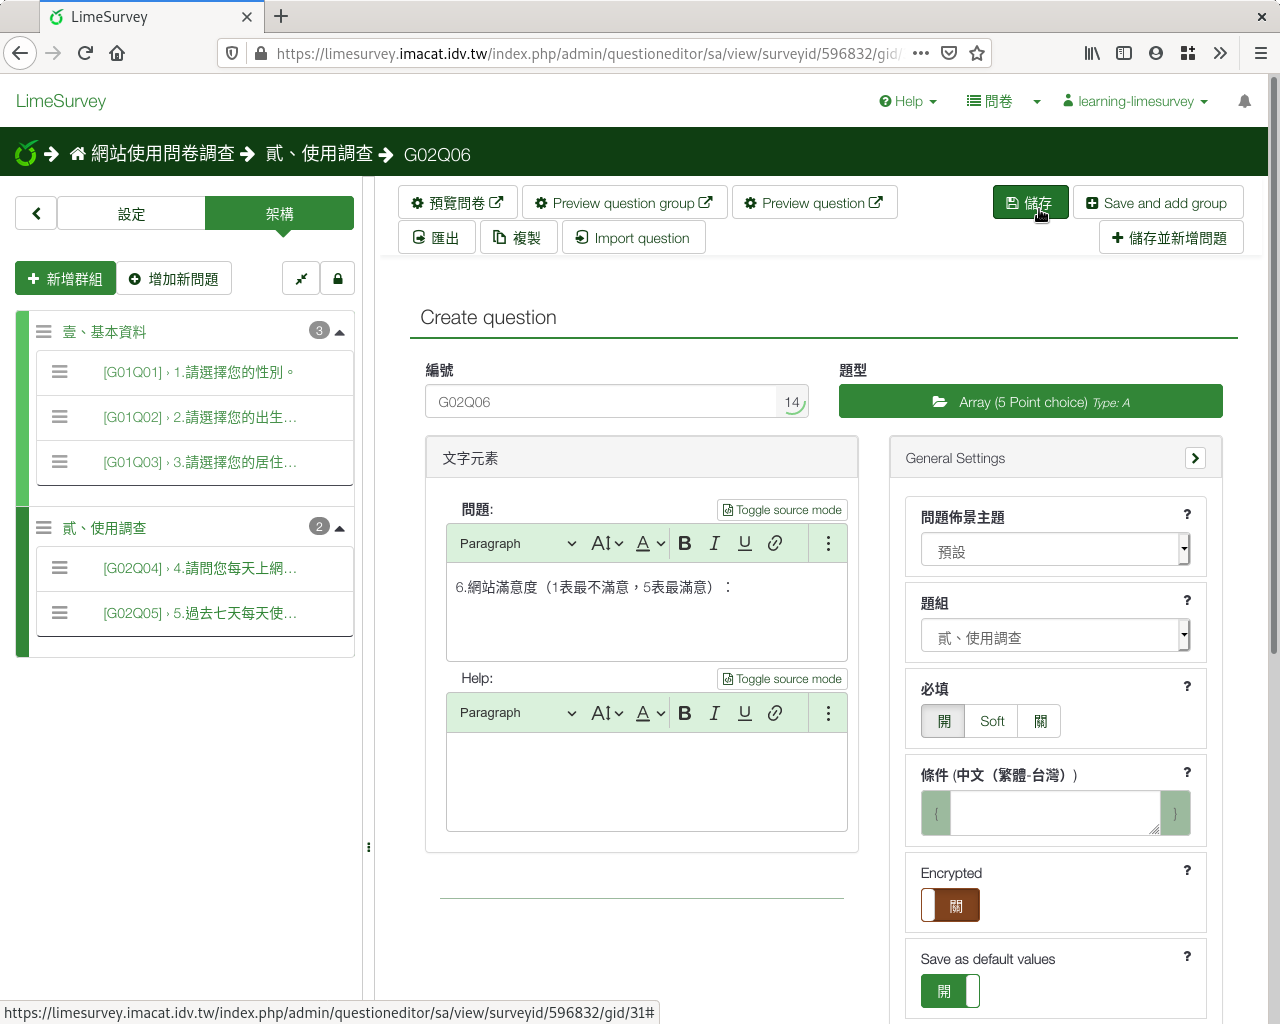 LimeSurvey
https://limesurvey.imacat.idv.tw/index.php/admin/questioneditor/sa/view/surveyid/596832/gid/
LimeSurvey
Help
問卷
learning-limesurvey
網站使用問卷調查
貳、使用調查
G02Q06
設定
架構
預覽問卷
Preview question group
Preview question
儲存
Save and add group
匯出
複製
Import question
儲存並新增問題
新增群組
增加新問題
壹、基本資料
3
[G01Q01] › 1.請選擇您的性別。
[G01Q02] › 2.請選擇您的出生...
[G01Q03] › 3.請選擇您的居住...
貳、使用調查
2
[G02Q04] › 4.請問您每天上網...
[G02Q05] › 5.過去七天每天使...
Create question
編號
題型
G02Q06
14
Array (5 Point choice) Type: A
文字元素
問題:
Toggle source mode
Paragraph
A
A
B
I
U
6.網站滿意度（1表最不滿意，5表最滿意）：
Help:
Toggle source mode
Paragraph
A
A
B
I
U
General Settings
問題佈景主題
?
預設
題組
?
貳、使用調查
必填
?
開
Soft
關
條件 (中文（繁體-台灣）)
?
{
}
Encrypted
?
關
Save as default values
?
開
https://limesurvey.imacat.idv.tw/index.php/admin/questioneditor/sa/view/surveyid/596832/gid/31#